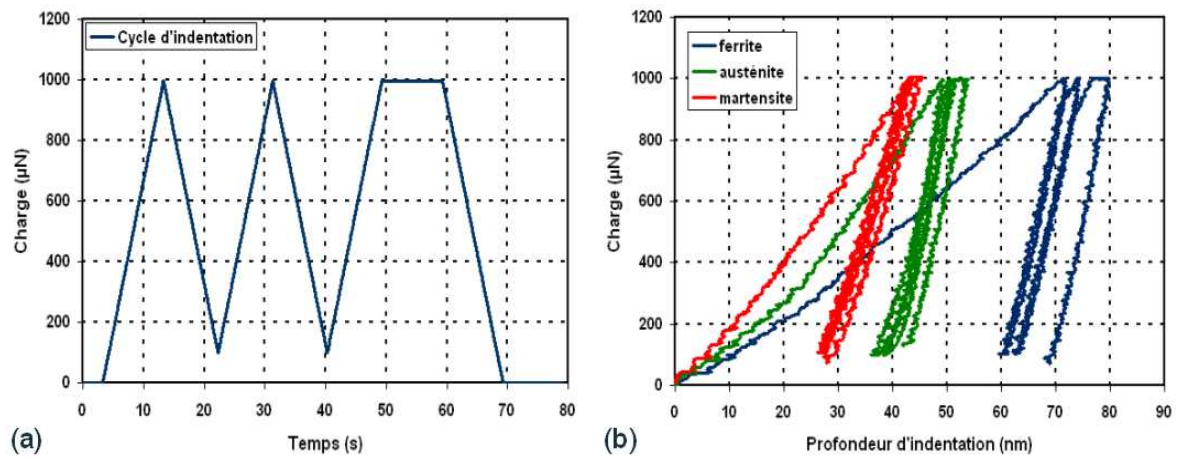 1200
1000
800
600
400
200
0
Charge (µN)
Cycle d'indentation
0 10 20 30 40 50 60 70 80
Temps (s)
(a)
1200
1000
800
600
400
200
0
Charge (µN)
ferrite
austénite
martensite
0 10 20 30 40 50 60 70 80 90
Profondeur d'indentation (nm)
(b)